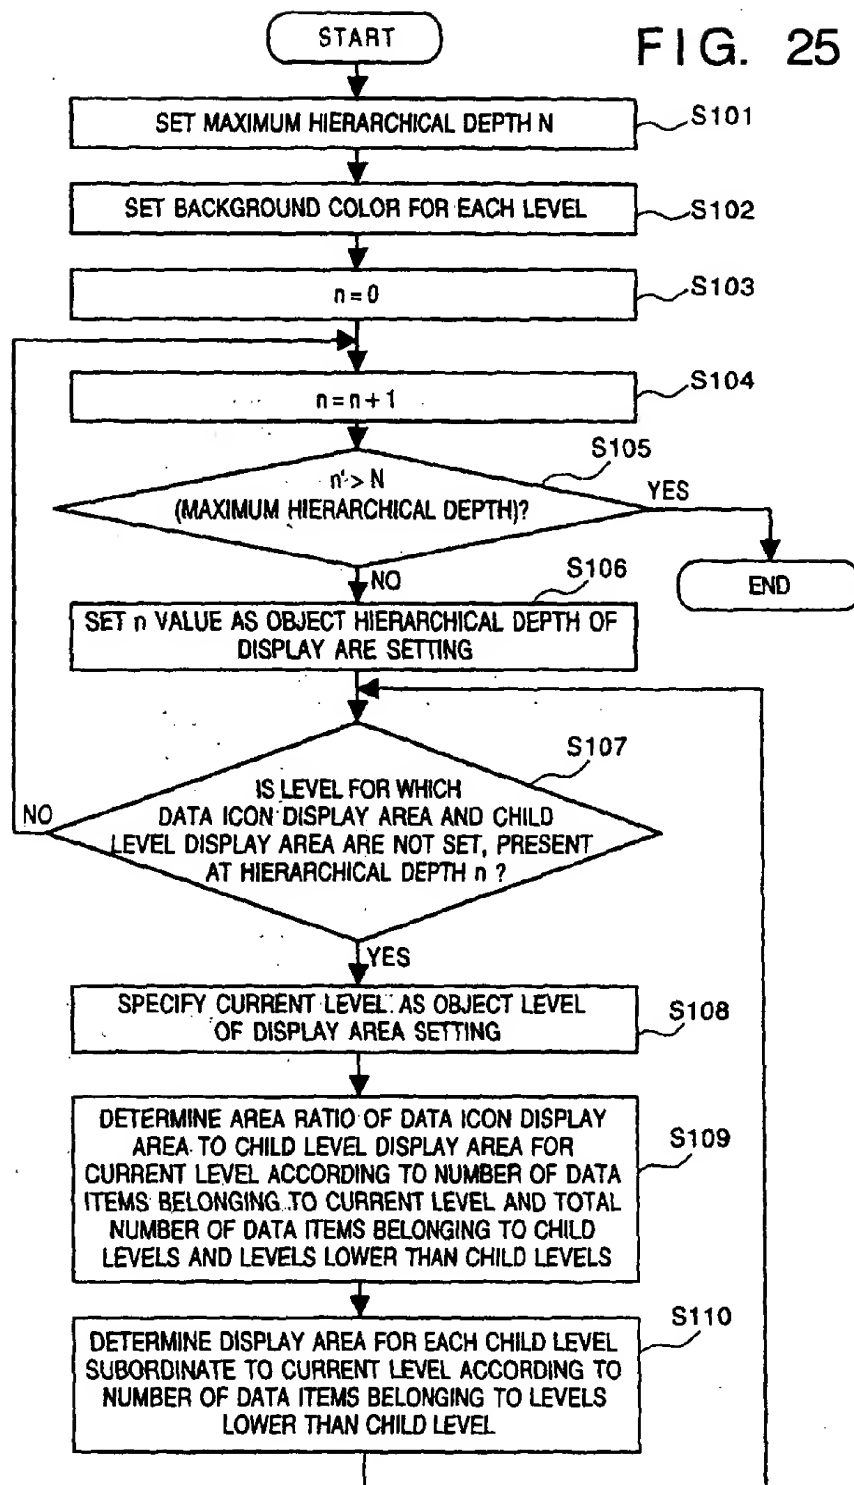 START
FIG. 25
SET MAXIMUM HIERARCHICAL DEPTH N
S101
SET BACKGROUND COLOR FOR EACH LEVEL
S102
n=0
S103
n=n+1
S104
S105
n > N
(MAXIMUM HIERARCHICAL DEPTH)?
YES
END
NO
S106
SET n VALUE AS OBJECT HIERARCHICAL DEPTH OF
DISPLAY ARE SETTING
S107
IS LEVEL FOR WHICH
DATA ICON DISPLAY AREA AND CHILD
LEVEL DISPLAY AREA ARE NOT SET, PRESENT
AT HIERARCHICAL DEPTH n ?
NO
YES
SPECIFY CURRENT LEVEL AS OBJECT LEVEL
OF DISPLAY AREA SETTING
S108
DETERMINE AREA RATIO OF DATA ICON DISPLAY
AREA TO CHILD LEVEL DISPLAY AREA FOR
CURRENT LEVEL ACCORDING TO NUMBER OF DATA
ITEMS BELONGING TO CURRENT LEVEL AND TOTAL
NUMBER OF DATA ITEMS BELONGING TO CHILD
LEVELS AND LEVELS LOWER THAN CHILD LEVELS
S109
S110
DETERMINE DISPLAY AREA FOR EACH CHILD LEVEL
SUBORDINATE TO CURRENT LEVEL ACCORDING TO
NUMBER OF DATA ITEMS BELONGING TO LEVELS
LOWER THAN CHILD LEVEL